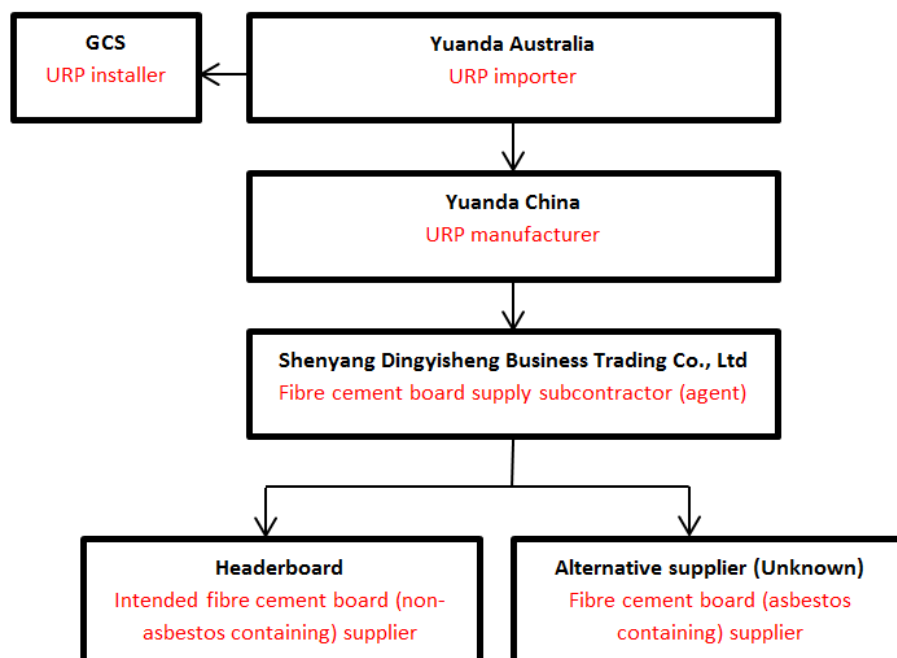 GCS
URP installer
Yuanda Australia
URP importer
Yuanda China
URP manufacturer
Shenyang Dingyisheng Business Trading Co., Ltd
Fibre cement board supply subcontractor (agent)
Headerboard
Intended fibre cement board (non-
asbestos containing) supplier
Alternative supplier (Unknown)
Fibre cement board (asbestos
containing) supplier